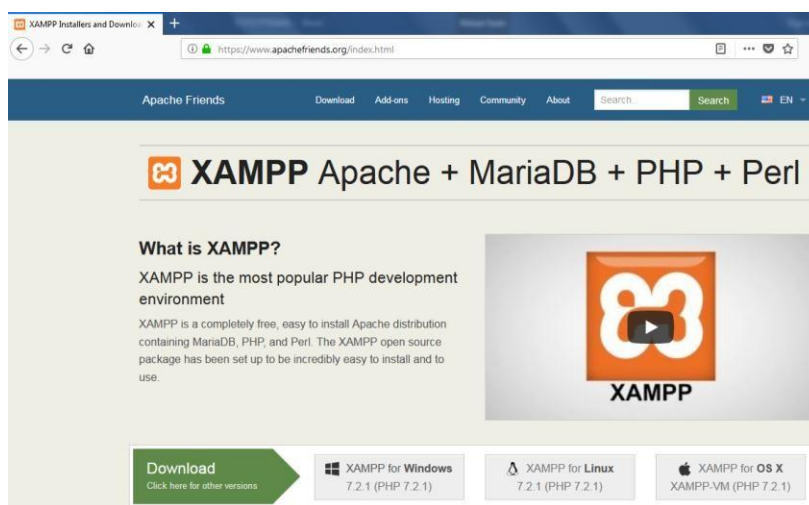 XAMPP Installers and Downlo
https://www.apachefriends.org/index.html
Apache Friends Download Add-ons Hosting Community About Search... Search EN
XAMPP Apache + MariaDB + PHP + Perl
What is XAMPP?
XAMPP is the most popular PHP development
environment
XAMPP is a completely free, easy to install Apache distribution
containing MariaDB, PHP, and Perl. The XAMPP open source
package has been set up to be incredibly easy to install and to
use.
XAMPP
Download
Click here for other versions
XAMPP for Windows
7.2.1 (PHP 7.2.1)
XAMPP for Linux
7.2.1 (PHP 7.2.1)
XAMPP for OS X
XAMPP-VM (PHP 7.2.1)